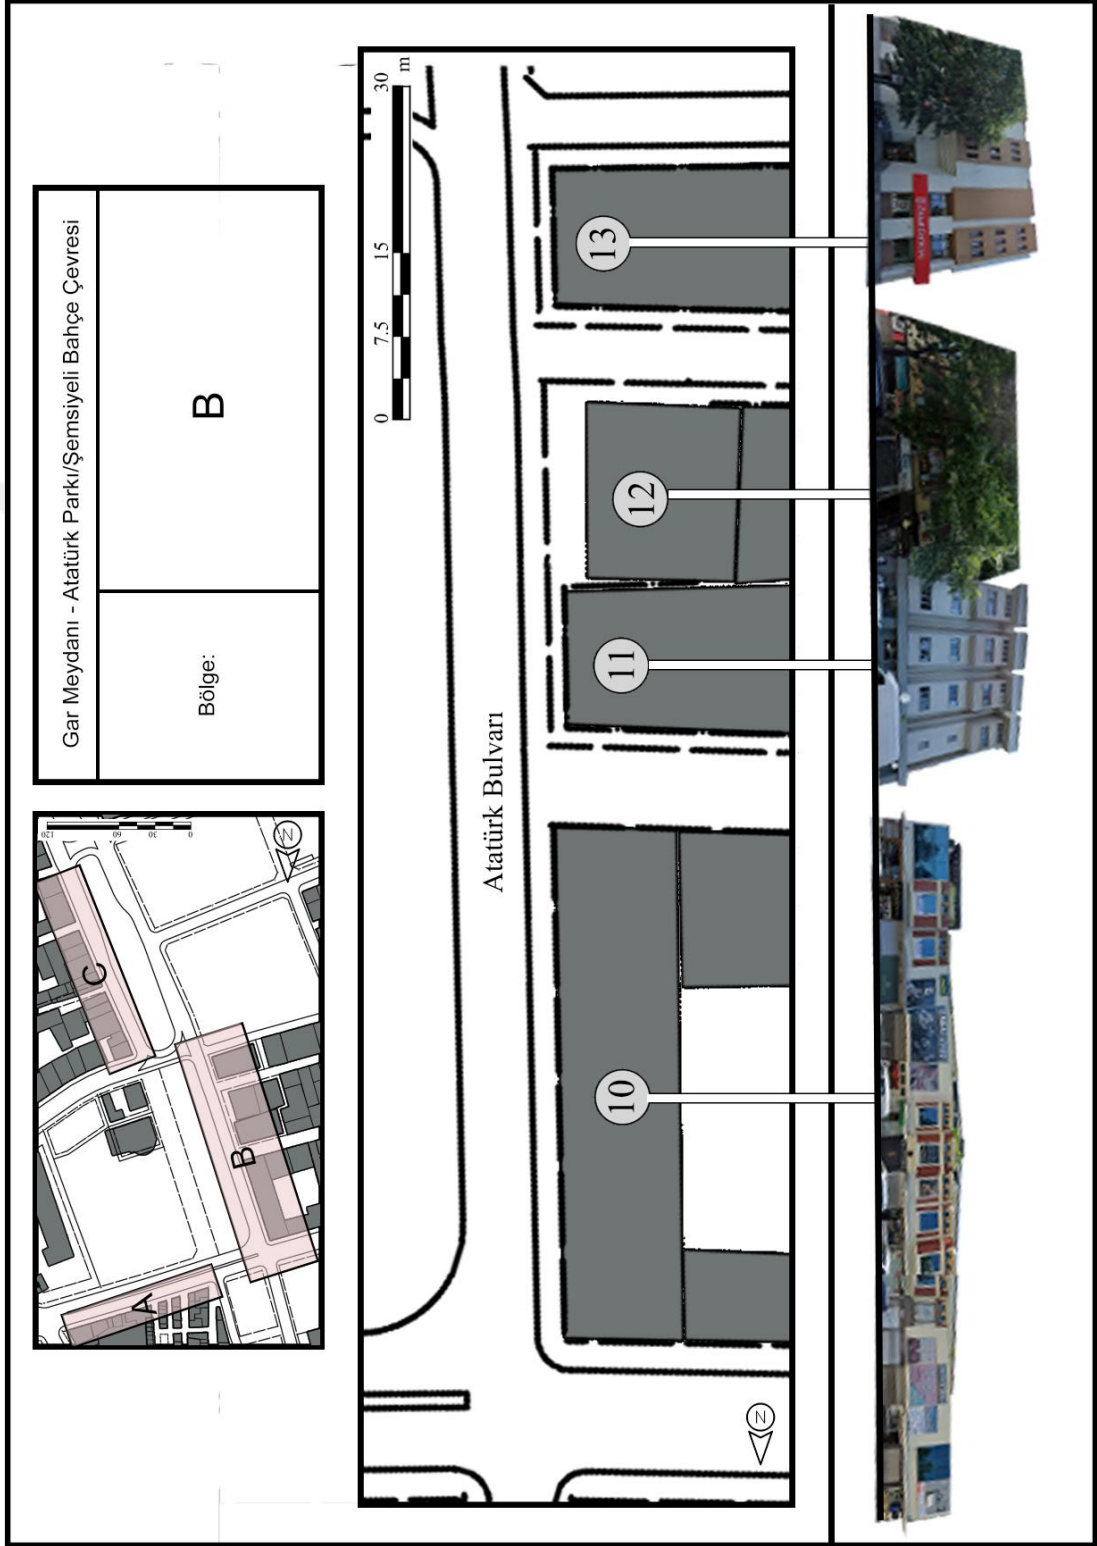 Gar Meydanı - Atatürk Parkı/Şemsiyeli Bahçe Çevresi
Bölge:
B
A
B
C
0 30 60 120
N
Atatürk Bulvarı
0 7.5 15 30
m
10
11
12
13
N